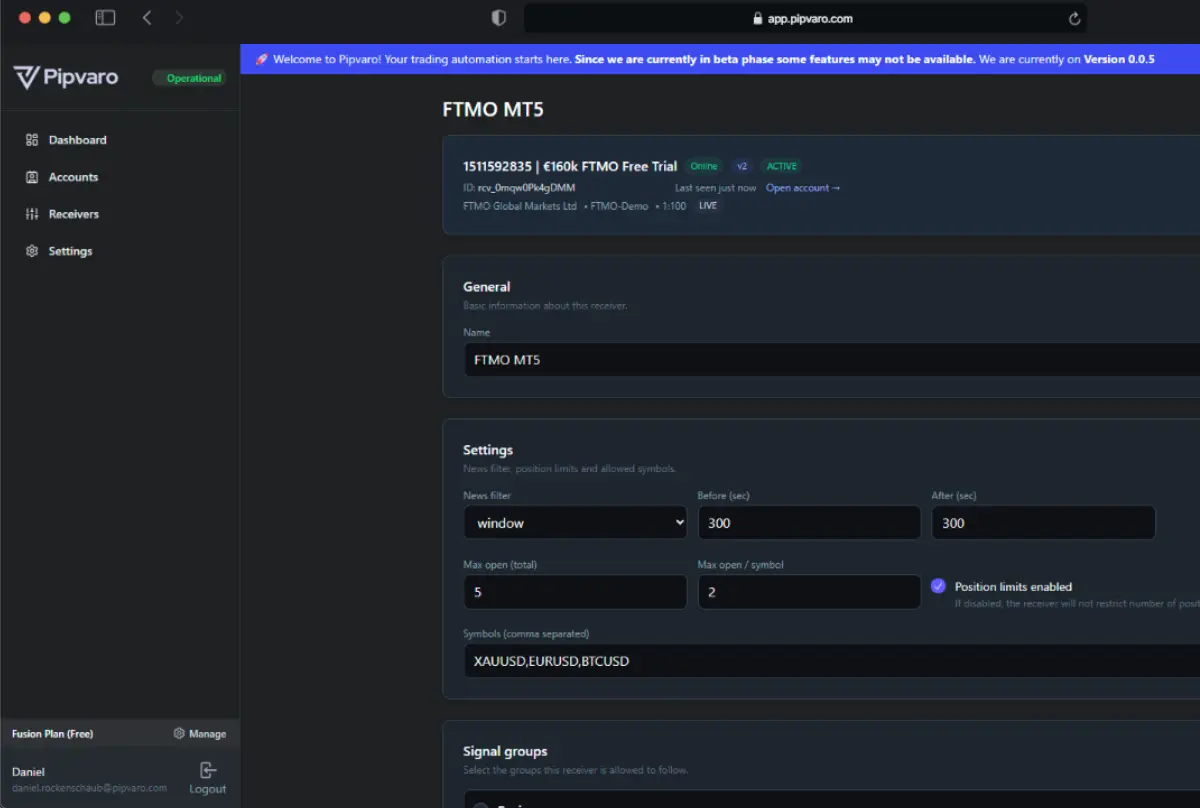 app.pipvaro.com
Pipvaro
Operational
🚀 Welcome to Pipvaro! Your trading automation starts here. Since we are currently in beta phase some features may not be available. We are currently on Version 0.0.5
Dashboard
Accounts
Receivers
Settings
FTMO MT5
1511592835 | €160k FTMO Free Trial Online v2 ACTIVE
ID: rcv_0mqw0Pk4gDMM Last seen just now Open account →
FTMO Global Markets Ltd • FTMO-Demo • 1:100 LIVE
General
Basic information about this receiver.
Name
FTMO MT5
Settings
News filter, position limits and allowed symbols.
News filter Before (sec) After (sec)
window 300 300
Max open (total) Max open / symbol
5 2 Position limits enabled
If disabled, the receiver will not restrict number of
Symbols (comma separated)
XAUUSD,EURUSD,BTCUSD
Signal groups
Select the groups this receiver is allowed to follow.
Fusion Plan (Free) Manage
Daniel
daniel.rockenschaub@pipvaro.com
Logout